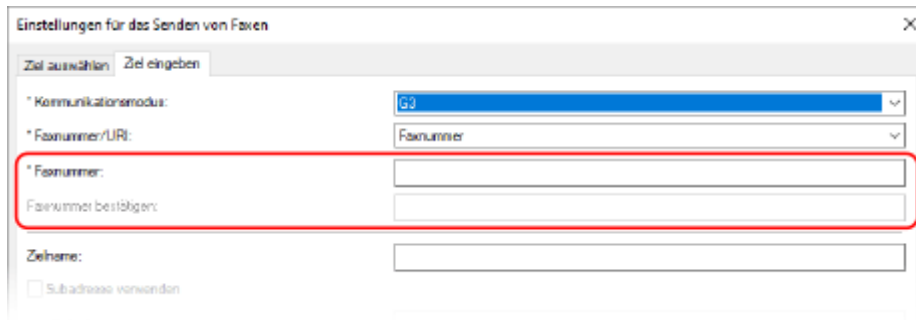 Einstellungen für das Senden von Faxen
Ziel auswählen Ziel eingeben
* Kommunikationsmodus: G3
* Faxnummer/URI: Faxnummer
* Faxnummer:
Faxnummer bestätigen:
Zielname:
Subadresse verwenden